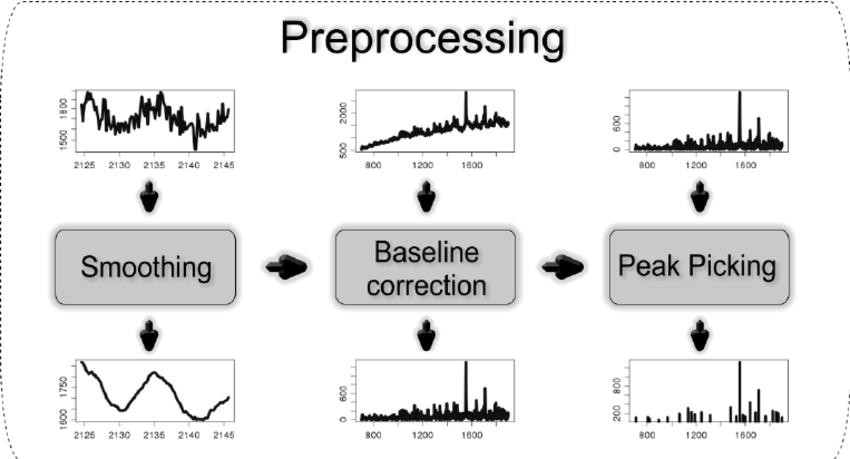 Preprocessing
1500 1800
2125 2130 2135 2140 2145
500 2000
800 1200 1600
0 600
800 1200 1600
Smoothing
Baseline
correction
Peak Picking
1600 1750
2125 2130 2135 2140 2145
0 600
800 1200 1600
200 600
800 1200 1600